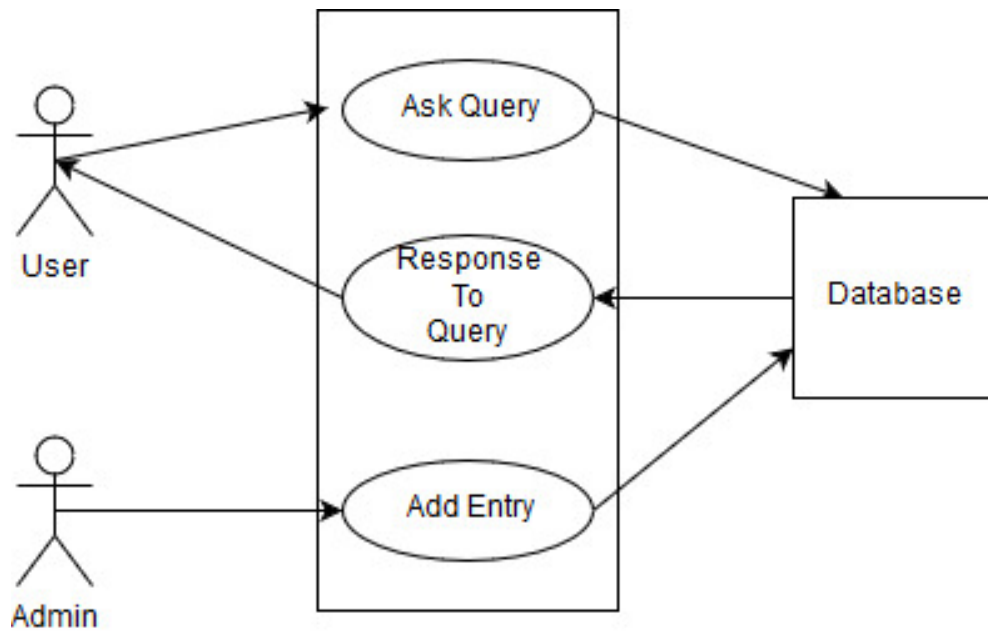 Ask Query
User
Response
To
Query
Database
Add Entry
Admin